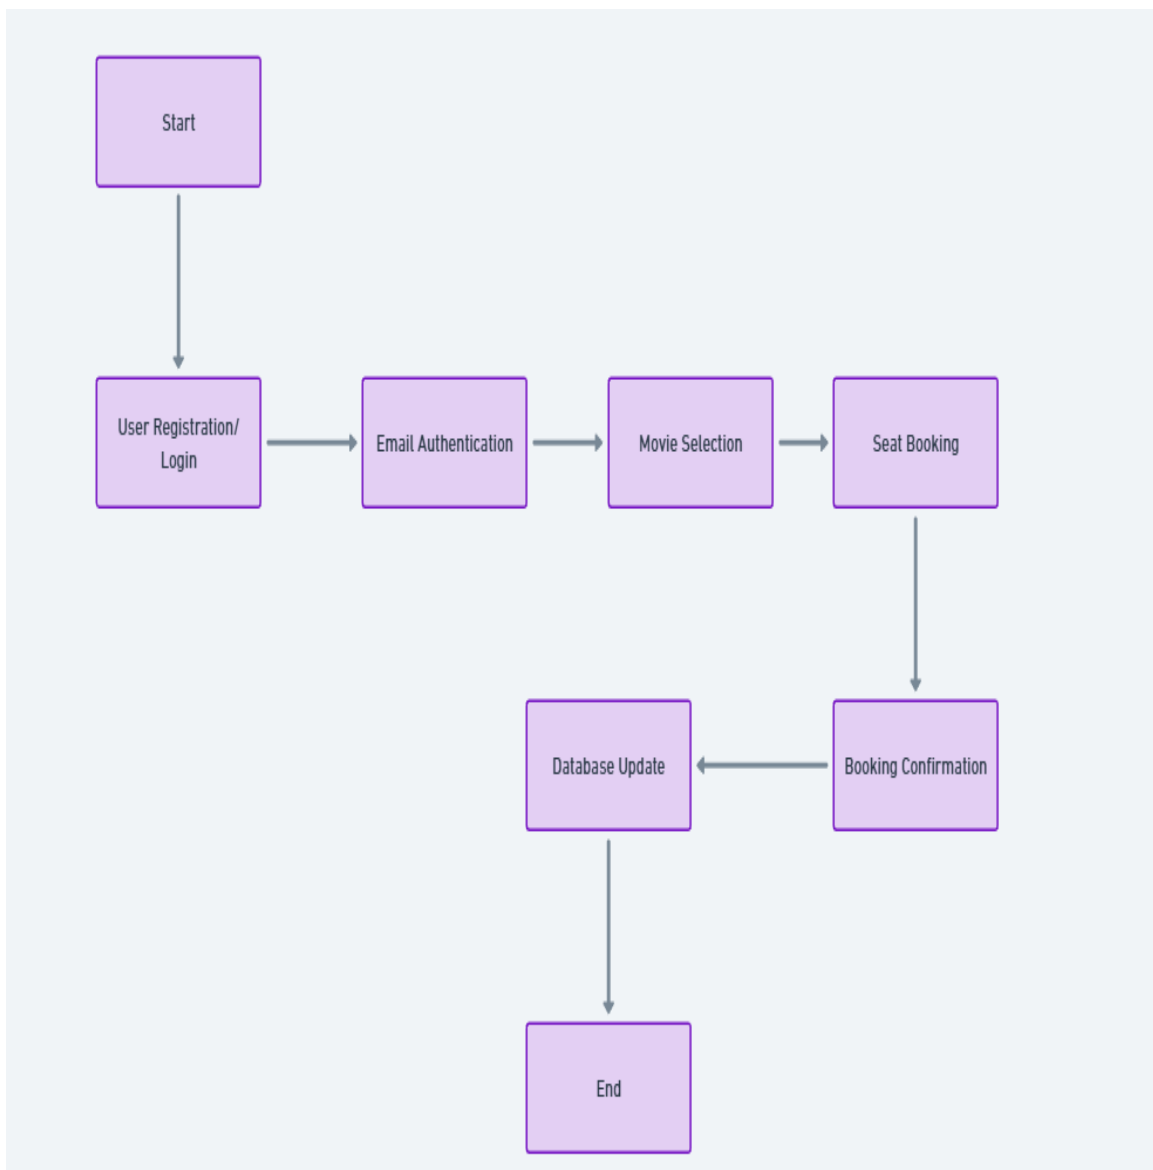 Start
User Registration/
Login
Email Authentication
Movie Selection
Seat Booking
Booking Confirmation
Database Update
End